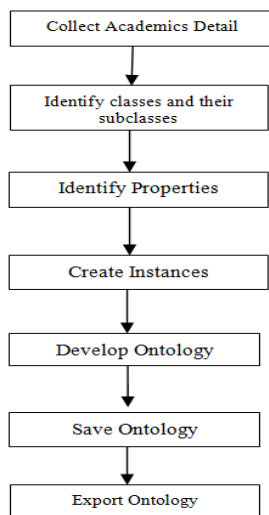 Collect Academics Detail
Identify classes and their
subclasses
Identify Properties
Create Instances
Develop Ontology
Save Ontology
Export Ontology